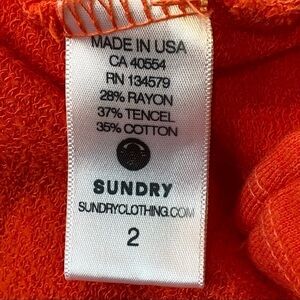 MADE IN USA
CA 40554
RN 134579
28% RAYON
37% TENCEL
35% COTTON
SUNDRY
SUNDRYCLOTHING.COM
2